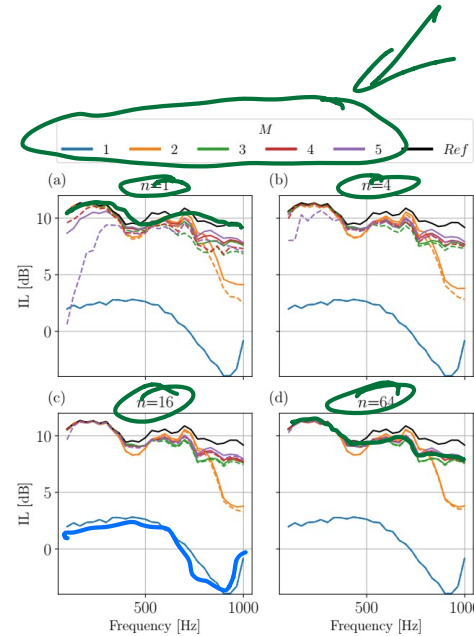 M
1 2 3 4 5 Ref
(a) n=1 (b) n=4
10
5
0
IL [dB]
(c) n=16 (d) n=64
10
5
0
IL [dB]
500 1000 500 1000
Frequency [Hz] Frequency [Hz]